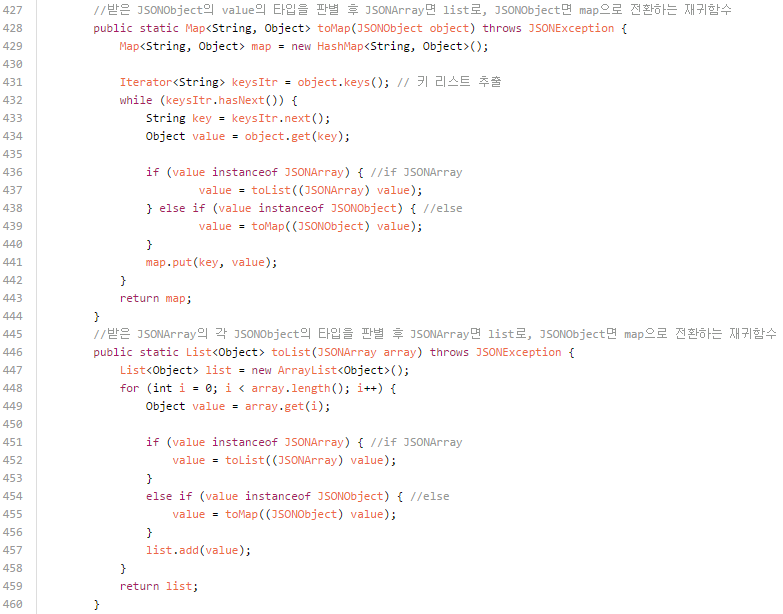 427 //받은 JSONObject의 value의 타입을 판별 후 JSONArray면 list로, JSONObject면 map으로 전환하는 재귀함수
428 public static Map<String, Object> toMap(JSONObject object) throws JSONException {
429 Map<String, Object> map = new HashMap<String, Object>();
430
431 Iterator<String> keysItr = object.keys(); // 키 리스트 추출
432 while (keysItr.hasNext()) {
433 String key = keysItr.next();
434 Object value = object.get(key);
435
436 if (value instanceof JSONArray) { //if JSONArray
437 value = toList((JSONArray) value);
438 } else if (value instanceof JSONObject) { //else
439 value = toMap((JSONObject) value);
440 }
441 map.put(key, value);
442 }
443 return map;
444 }
445 //받은 JSONArray의 각 JSONObject의 타입을 판별 후 JSONArray면 list로, JSONObject면 map으로 전환하는 재귀함수
446 public static List<Object> toList(JSONArray array) throws JSONException {
447 List<Object> list = new ArrayList<Object>();
448 for (int i = 0; i < array.length(); i++) {
449 Object value = array.get(i);
450
451 if (value instanceof JSONArray) { //if JSONArray
452 value = toList((JSONArray) value);
453 }
454 else if (value instanceof JSONObject) { //else
455 value = toMap((JSONObject) value);
456 }
457 list.add(value);
458 }
459 return list;
460 }